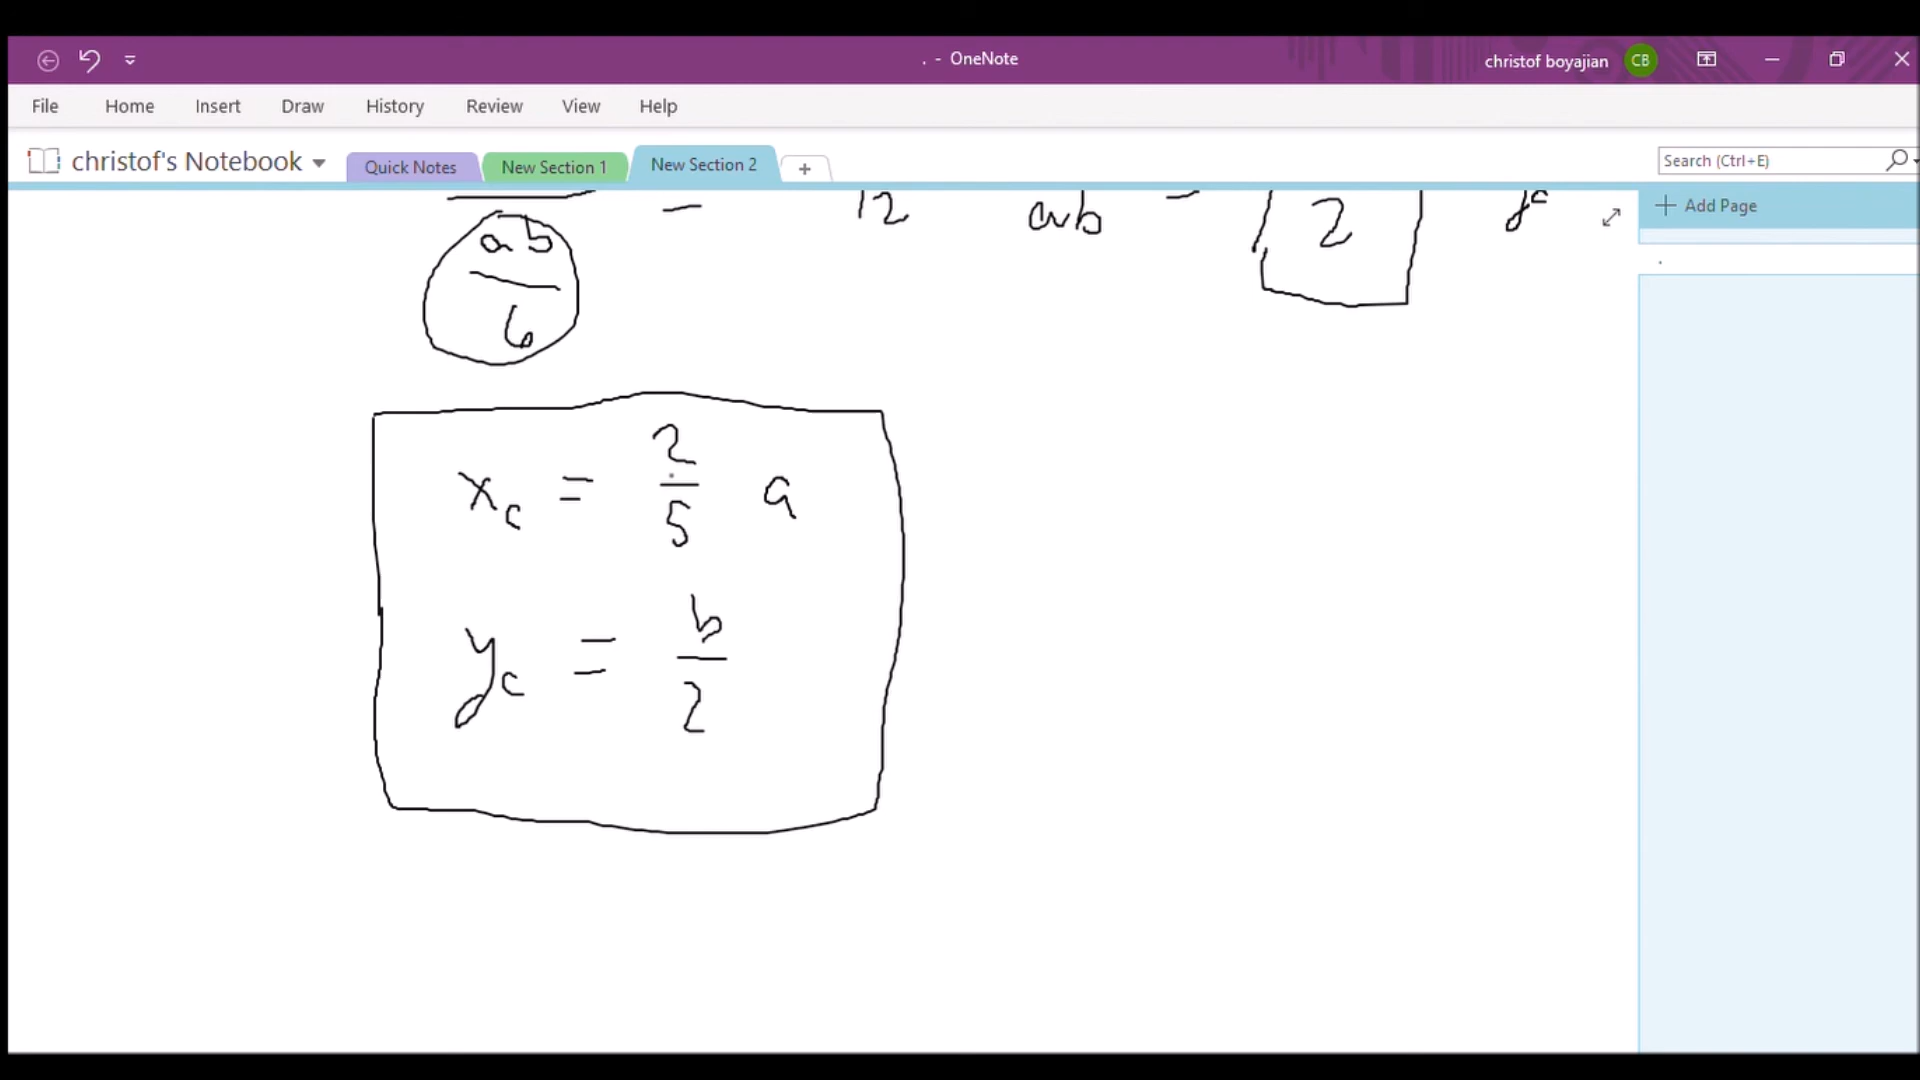 . - OneNote
christof boyajian CB
File Home Insert Draw History Review View Help
christof's Notebook Quick Notes New Section 1 New Section 2 +
Search (Ctrl+E)
Add Page
.
12 ab = 2 yc
ab
6
xc = 2/5 a
yc = b/2